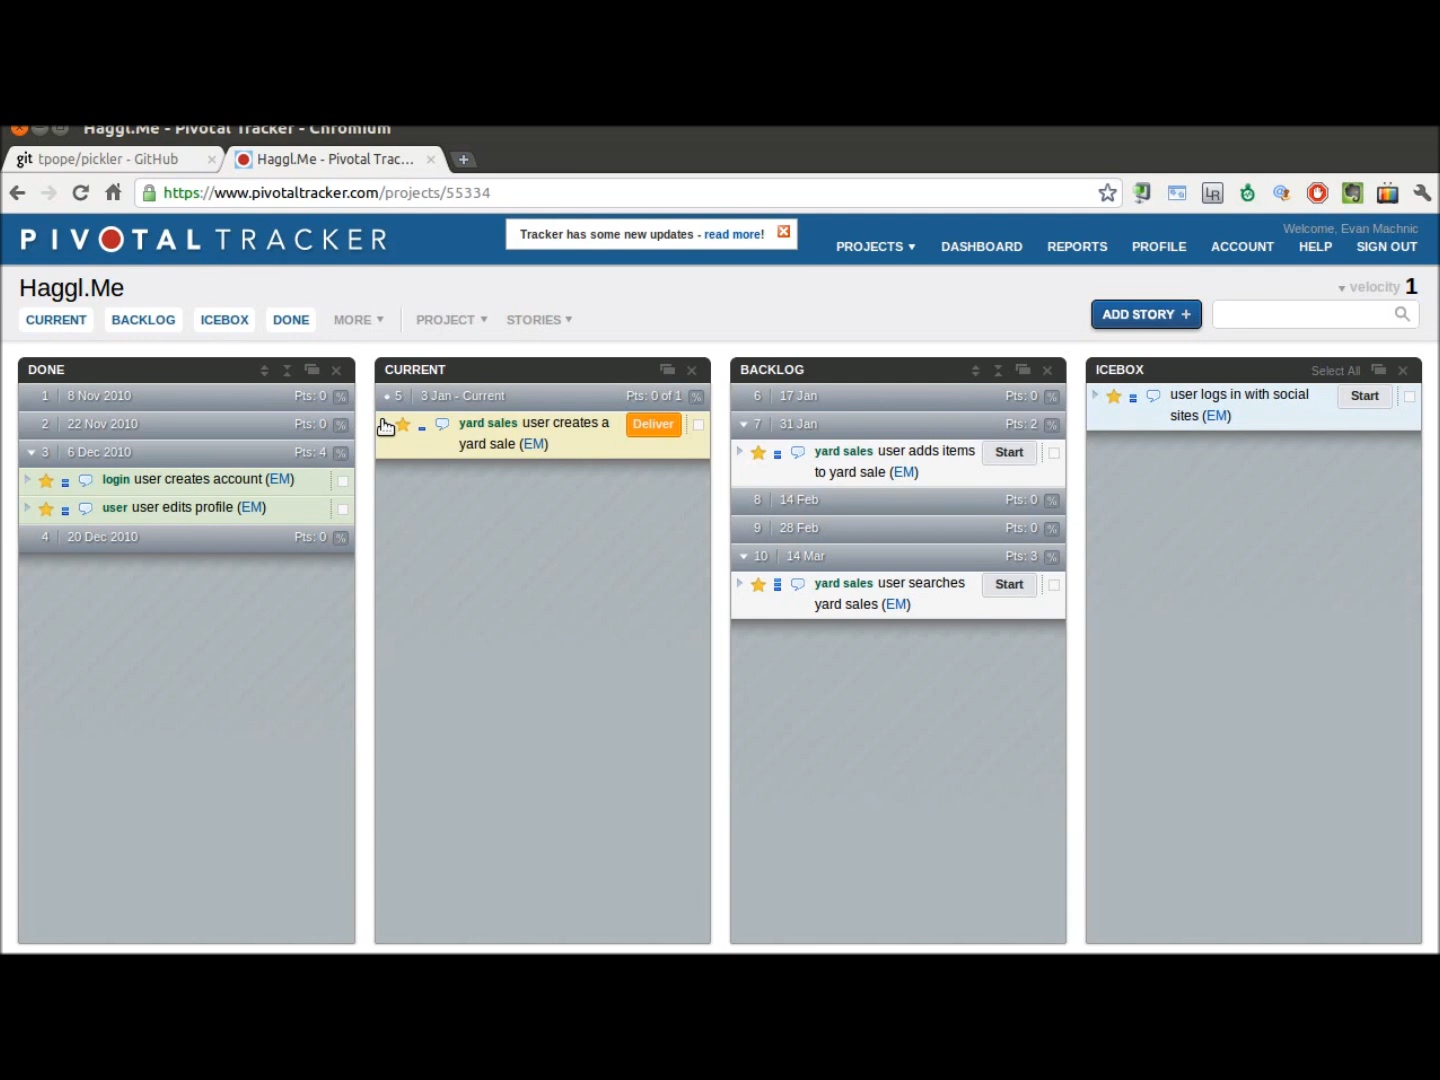 Haggl.Me - Pivotal Tracker - Chromium
git tpope/pickler - GitHub
Haggl.Me - Pivotal Trac...
https://www.pivotaltracker.com/projects/55334
PIVOTAL TRACKER
Tracker has some new updates - read more!
Welcome, Evan Machnic
PROJECTS DASHBOARD REPORTS PROFILE ACCOUNT HELP SIGN OUT
Haggl.Me
velocity 1
CURRENT BACKLOG ICEBOX DONE MORE PROJECT STORIES
ADD STORY +
DONE
1 8 Nov 2010 Pts: 0 %
2 22 Nov 2010 Pts: 0 %
3 6 Dec 2010 Pts: 4 %
login user creates account (EM)
user user edits profile (EM)
4 20 Dec 2010 Pts: 0 %
CURRENT
5 3 Jan - Current Pts: 0 of 1 %
yard sales user creates a
yard sale (EM)
Deliver
BACKLOG
6 17 Jan Pts: 0 %
7 31 Jan Pts: 2 %
yard sales user adds items
to yard sale (EM)
Start
8 14 Feb Pts: 0 %
9 28 Feb Pts: 0 %
10 14 Mar Pts: 3 %
yard sales user searches
yard sales (EM)
Start
ICEBOX Select All
user logs in with social
sites (EM)
Start